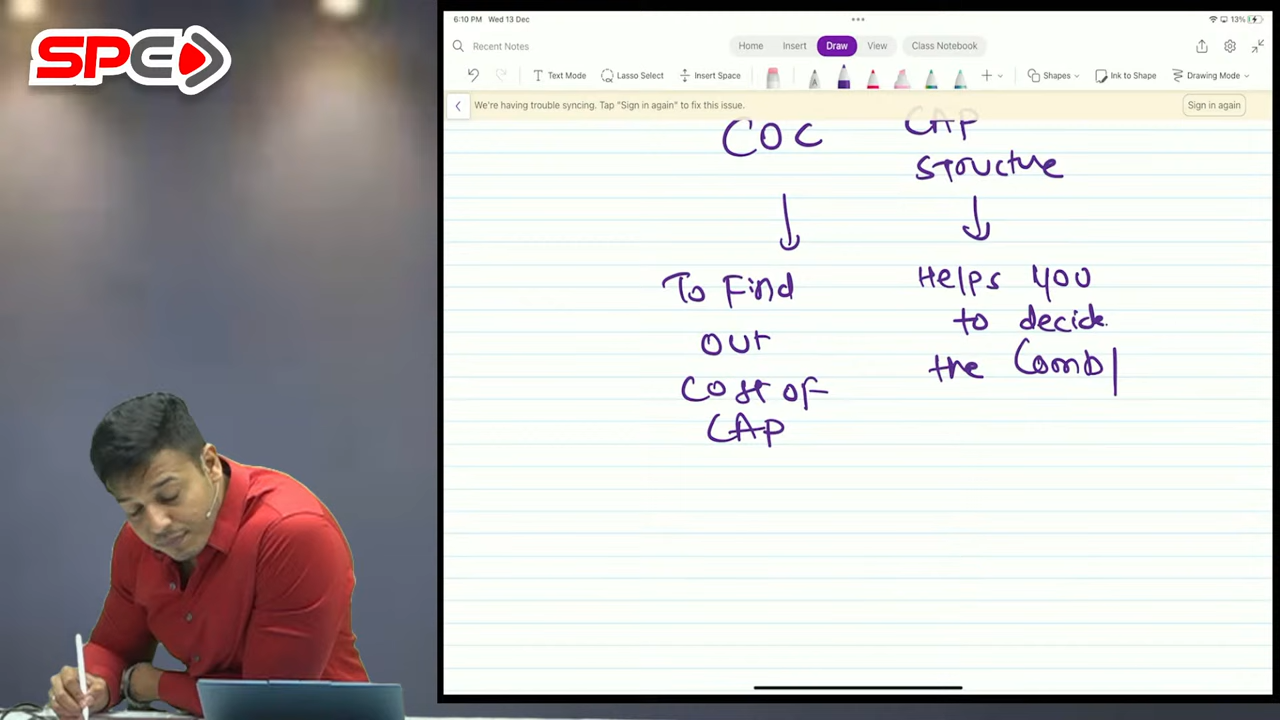 SPE
6:10 PM Wed 13 Dec
13%
Recent Notes
Home Insert Draw View Class Notebook
Text Mode Lasso Select Insert Space Shapes Ink to Shape Drawing Mode
We're having trouble syncing. Tap "Sign in again" to fix this issue.
Sign in again
COC
To Find
out
Cost of
CAP
CAP
Structure
Helps you
to decide
the Comb